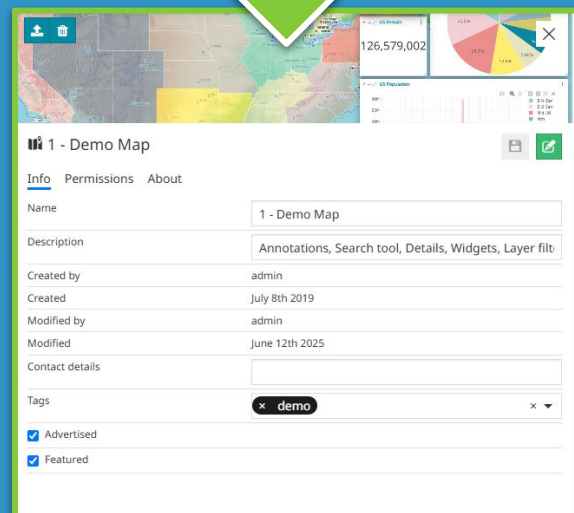 US Female
126,579,002
US Population
1 - Demo Map
Info Permissions About
Name
1 - Demo Map
Description
Annotations, Search tool, Details, Widgets, Layer filt
Created by
admin
Created
July 8th 2019
Modified by
admin
Modified
June 12th 2025
Contact details
Tags
× demo
Advertised
Featured